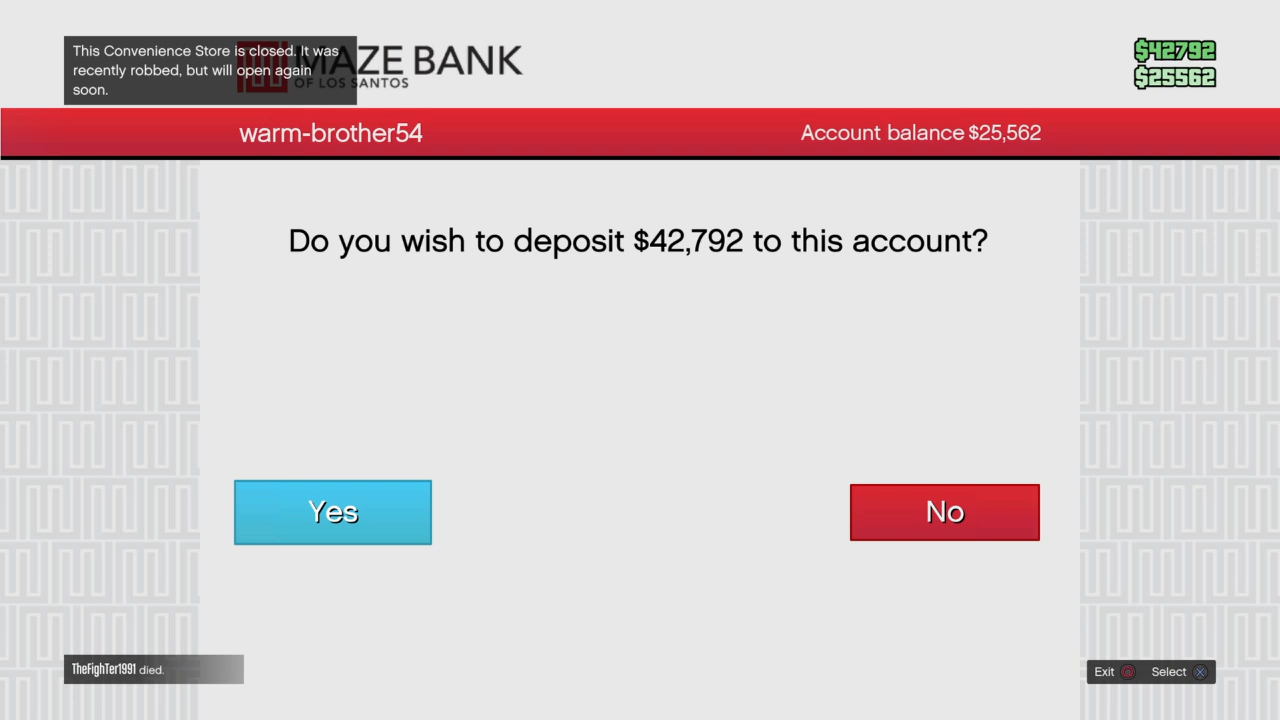 This Convenience Store is closed. It was
recently robbed, but will open again
soon.
MAZE BANK
OF LOS SANTOS
$42792
$25562
warm-brother54
Account balance $25,562
Do you wish to deposit $42,792 to this account?
Yes
No
TheFighTer1991 died.
Exit
Select